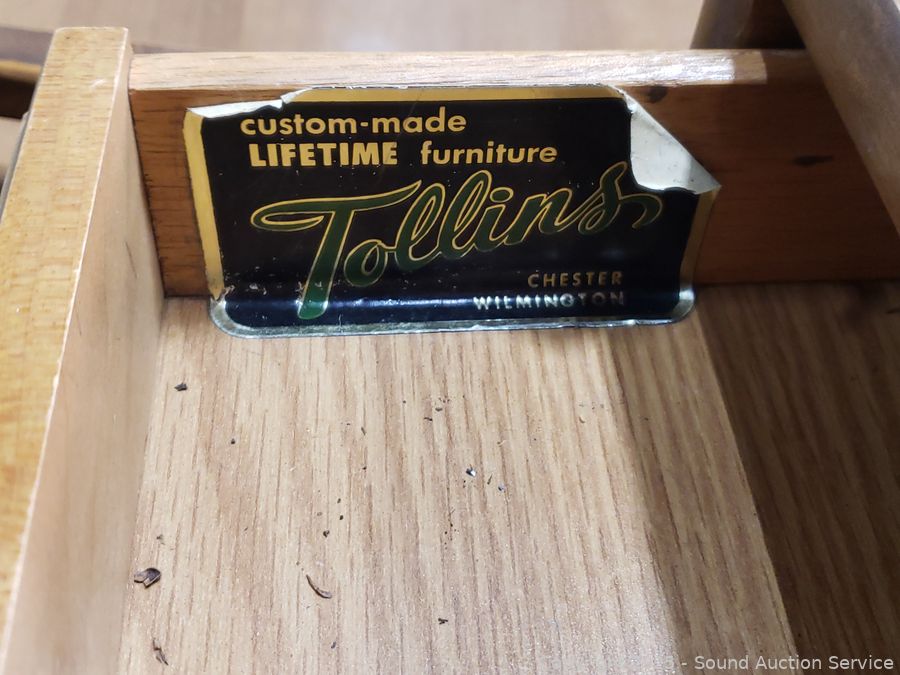 custom-made
LIFETIME furniture
Tollins
CHESTER
WILMINGTON
- Sound Auction Service